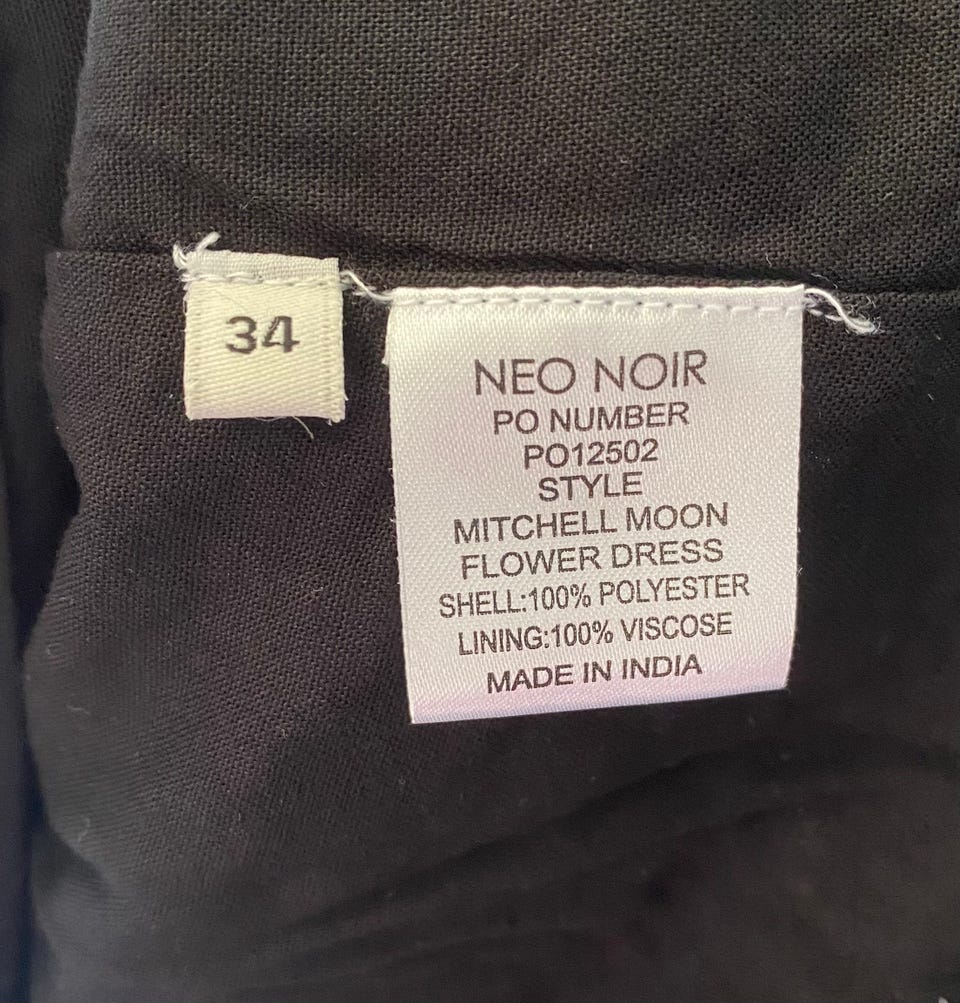 34
NEO NOIR
PO NUMBER
PO12502
STYLE
MITCHELL MOON
FLOWER DRESS
SHELL:100% POLYESTER
LINING:100% VISCOSE
MADE IN INDIA